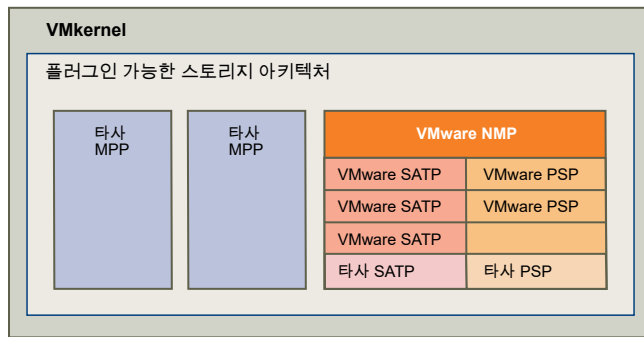 VMkernel
플러그인 가능한 스토리지 아키텍처
타사
MPP
타사
MPP
VMware NMP
VMware SATP
VMware PSP
VMware SATP
VMware PSP
VMware SATP
타사 SATP
타사 PSP